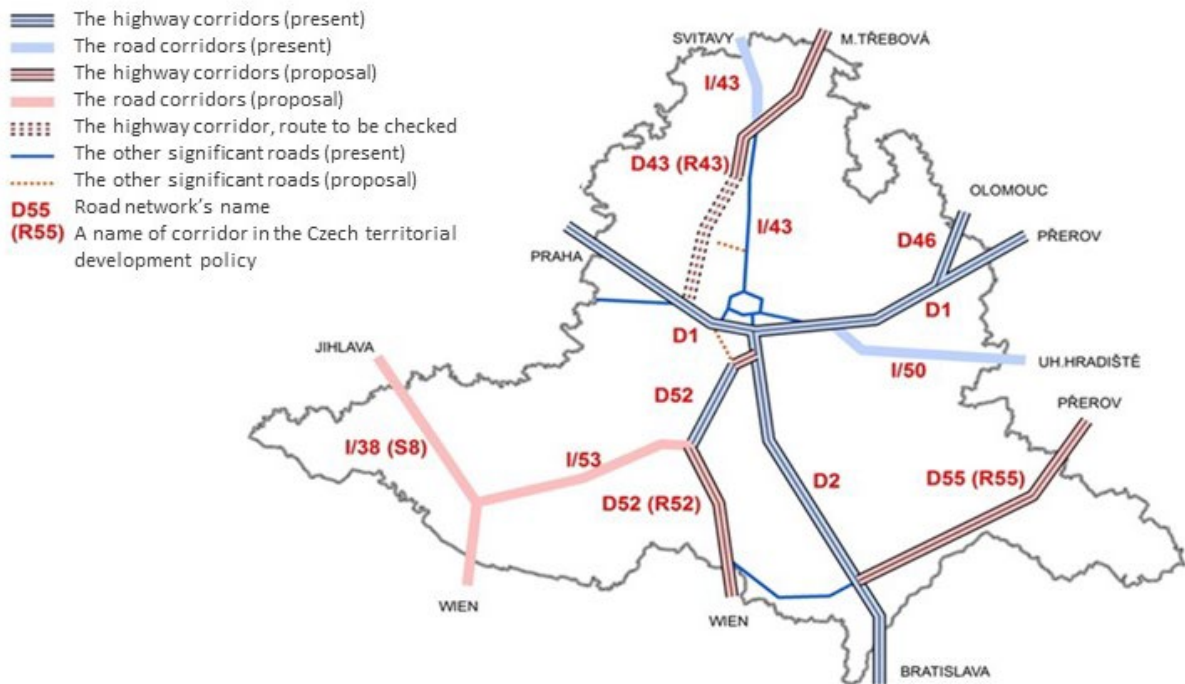 The highway corridors (present)
The road corridors (present)
The highway corridors (proposal)
The road corridors (proposal)
The highway corridor, route to be checked
The other significant roads (present)
The other significant roads (proposal)
D55 Road network's name
(R55) A name of corridor in the Czech territorial
development policy
SVITAVY
M.TŘEBOVÁ
I/43
D43 (R43)
OLOMOUC
I/43
D46
PŘEROV
PRAHA
D1
D1
JIHLAVA
I/50
UH.HRADIŠTĚ
D52
PŘEROV
I/38 (S8)
I/53
D2
D55 (R55)
D52 (R52)
WIEN
WIEN
BRATISLAVA